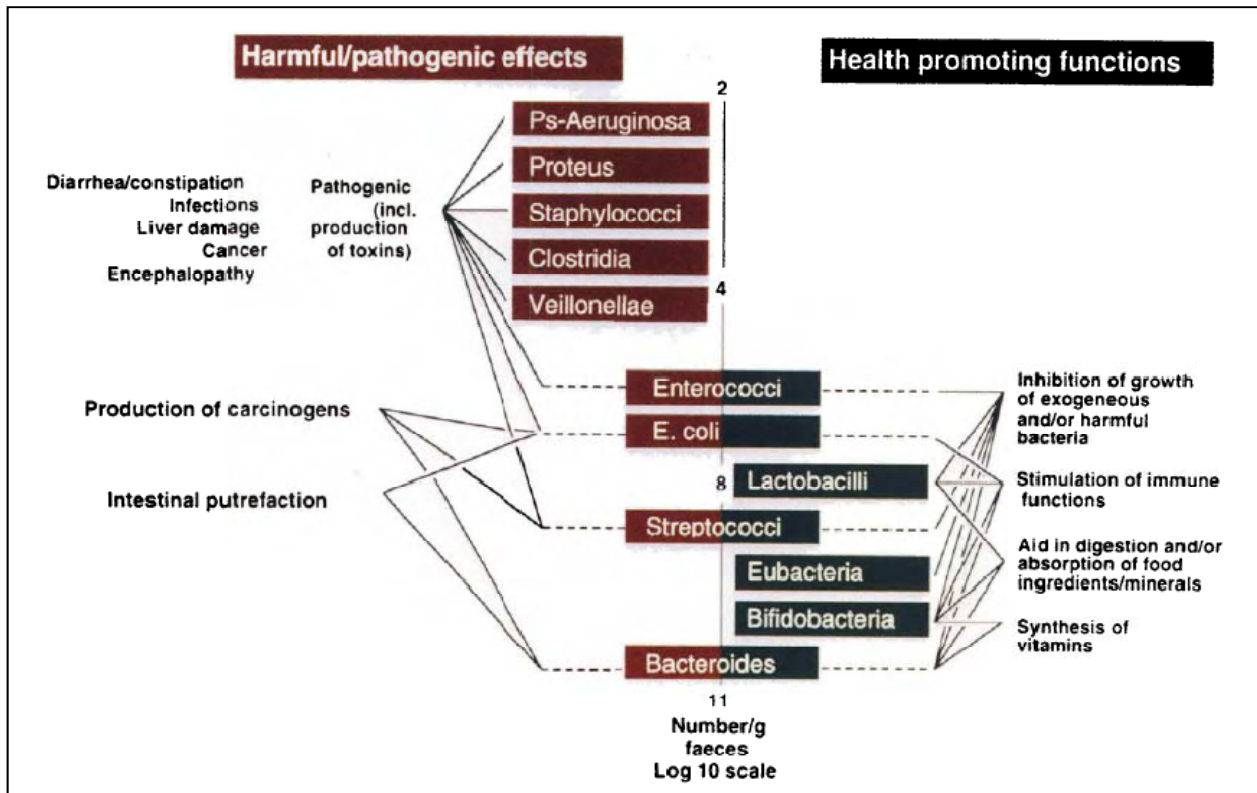 Harmful/pathogenic effects
Health promoting functions
2
Ps-Aeruginosa
Proteus
Staphylococci
Clostridia
4
Veillonellae
Diarrhea/constipation
Infections
Liver damage
Cancer
Encephalopathy
Pathogenic
(incl.
production
of toxins)
Production of carcinogens
Intestinal putrefaction
Enterococci
E. coli
8
Lactobacilli
Streptococci
Eubacteria
Bifidobacteria
Bacteroides
11
Number/g
faeces
Log 10 scale
Inhibition of growth
of exogeneous
and/or harmful
bacteria
Stimulation of immune
functions
Aid in digestion and/or
absorption of food
ingredients/minerals
Synthesis of
vitamins